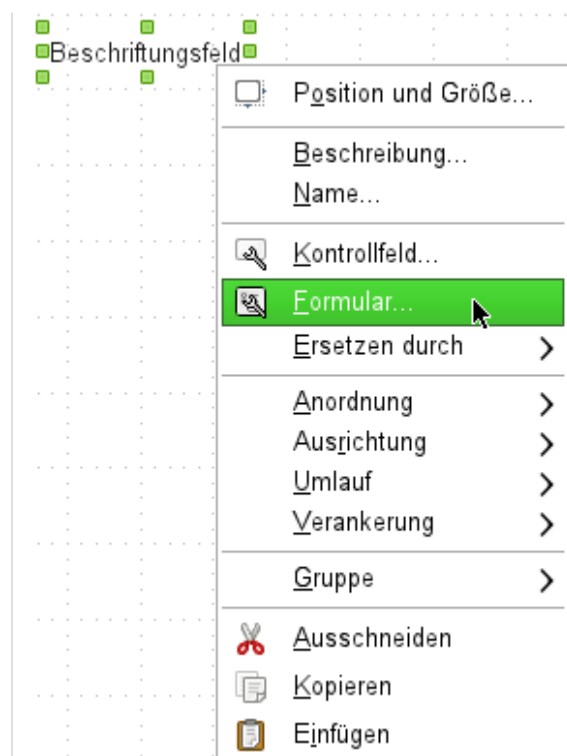 Beschriftungsfeld
Position und Größe...
Beschreibung...
Name...
Kontrollfeld...
Formular...
Ersetzen durch
Anordnung
Ausrichtung
Umlauf
Verankerung
Gruppe
Ausschneiden
Kopieren
Einfügen